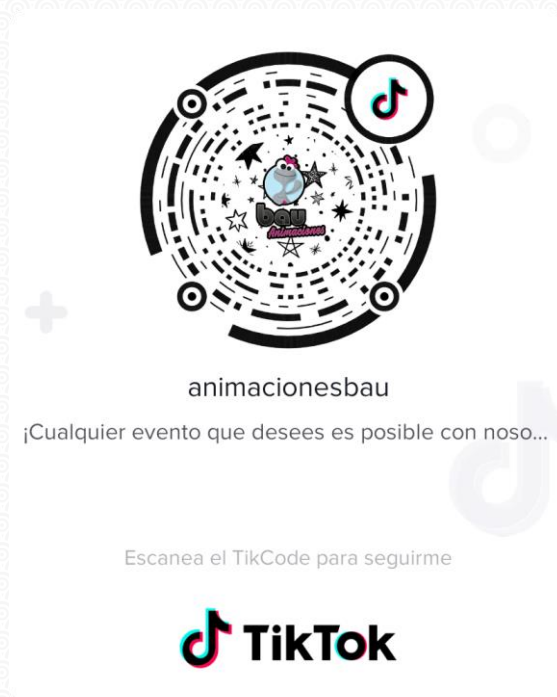 bau
Animaciones
animacionesbau
¡Cualquier evento que desees es posible con noso...
Escanea el TikCode para seguirme
TikTok